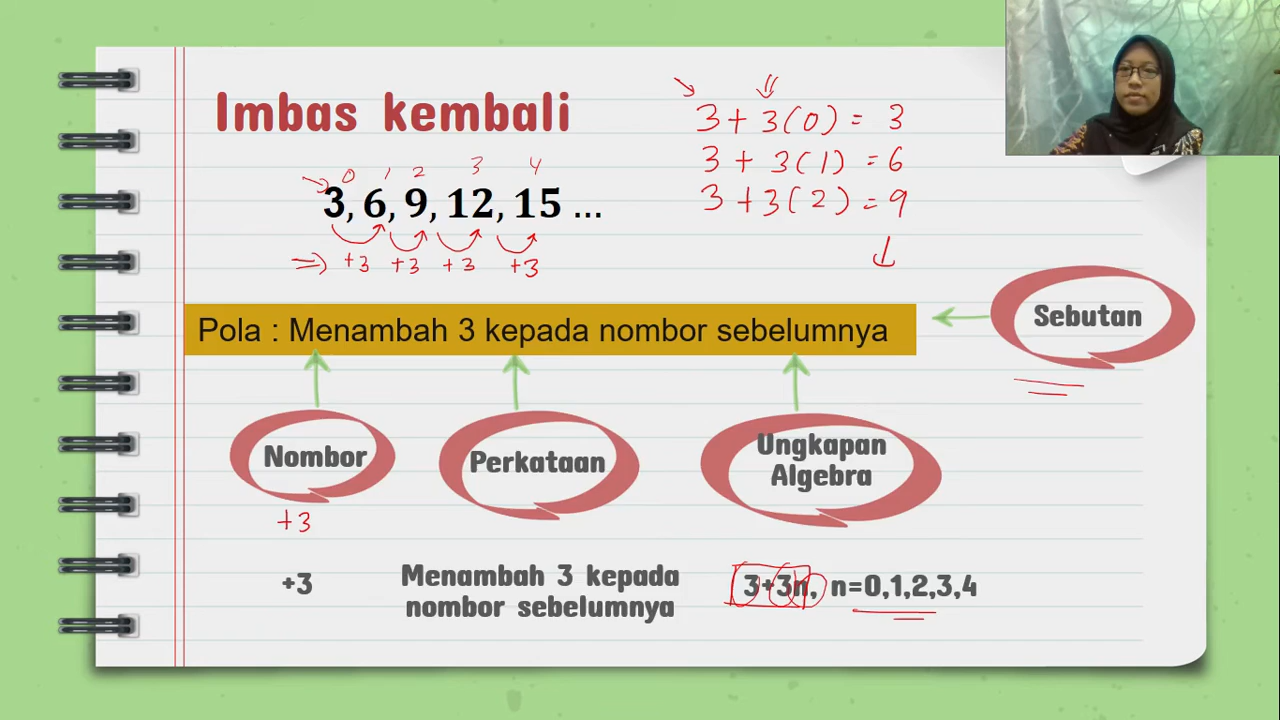 Imbas kembali
3 + 3(0) = 3
3 + 3(1) = 6
3 + 3(2) = 9
0 1 2 3 4
3, 6, 9, 12, 15 ...
+3 +3 +3 +3
Pola : Menambah 3 kepada nombor sebelumnya
Sebutan
Nombor
Perkataan
Ungkapan
Algebra
+3
+3
Menambah 3 kepada
nombor sebelumnya
3+3n, n=0,1,2,3,4